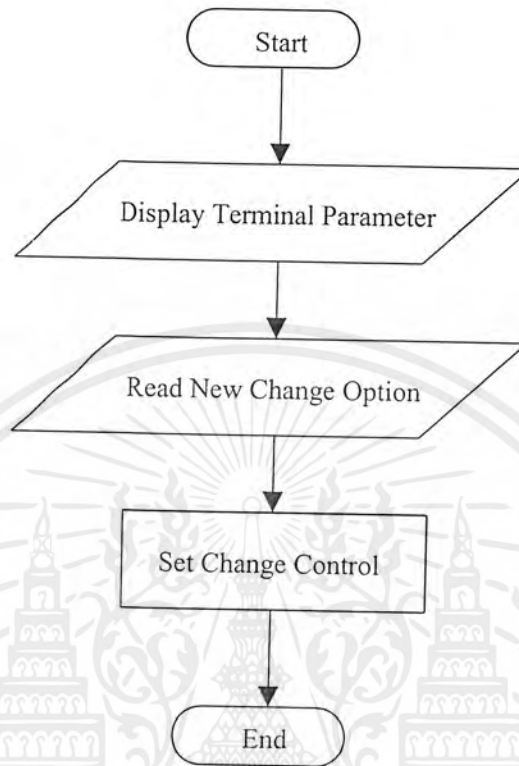 Start
Display Terminal Parameter
Read New Change Option
Set Change Control
End